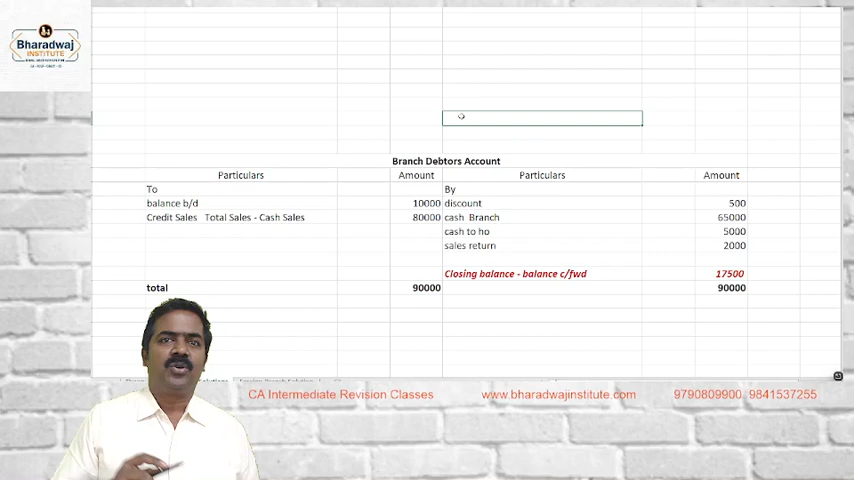 Bharadwaj
INSTITUTE
Branch Debtors Account
Particulars Amount Particulars Amount
To By
balance b/d 10000 discount 500
Credit Sales Total Sales - Cash Sales 80000 cash Branch 65000
cash to ho 5000
sales return 2000
Closing balance - balance c/fwd 17500
total 90000 90000
CA Intermediate Revision Classes www.bharadwajinstitute.com 9790809900 9841537255